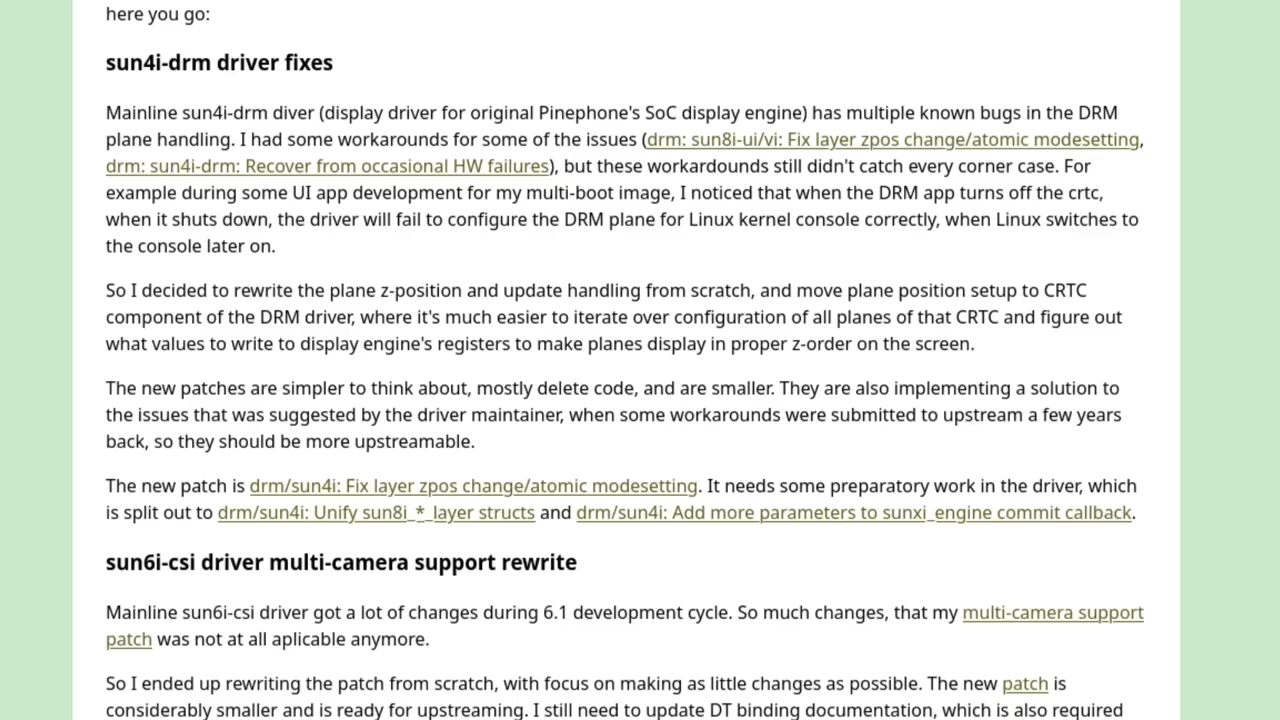 here you go:
sun4i-drm driver fixes
Mainline sun4i-drm diver (display driver for original Pinephone's SoC display engine) has multiple known bugs in the DRM
plane handling. I had some workarounds for some of the issues (drm: sun8i-ui/vi: Fix layer zpos change/atomic modesetting,
drm: sun4i-drm: Recover from occasional HW failures), but these workardounds still didn't catch every corner case. For
example during some UI app development for my multi-boot image, I noticed that when the DRM app turns off the crtc,
when it shuts down, the driver will fail to configure the DRM plane for Linux kernel console correctly, when Linux switches to
the console later on.
So I decided to rewrite the plane z-position and update handling from scratch, and move plane position setup to CRTC
component of the DRM driver, where it's much easier to iterate over configuration of all planes of that CRTC and figure out
what values to write to display engine's registers to make planes display in proper z-order on the screen.
The new patches are simpler to think about, mostly delete code, and are smaller. They are also implementing a solution to
the issues that was suggested by the driver maintainer, when some workarounds were submitted to upstream a few years
back, so they should be more upstreamable.
The new patch is drm/sun4i: Fix layer zpos change/atomic modesetting. It needs some preparatory work in the driver, which
is split out to drm/sun4i: Unify sun8i_*_layer structs and drm/sun4i: Add more parameters to sunxi_engine commit callback.
sun6i-csi driver multi-camera support rewrite
Mainline sun6i-csi driver got a lot of changes during 6.1 development cycle. So much changes, that my multi-camera support
patch was not at all aplicable anymore.
So I ended up rewriting the patch from scratch, with focus on making as little changes as possible. The new patch is
considerably smaller and is ready for upstreaming. I still need to update DT binding documentation, which is also required